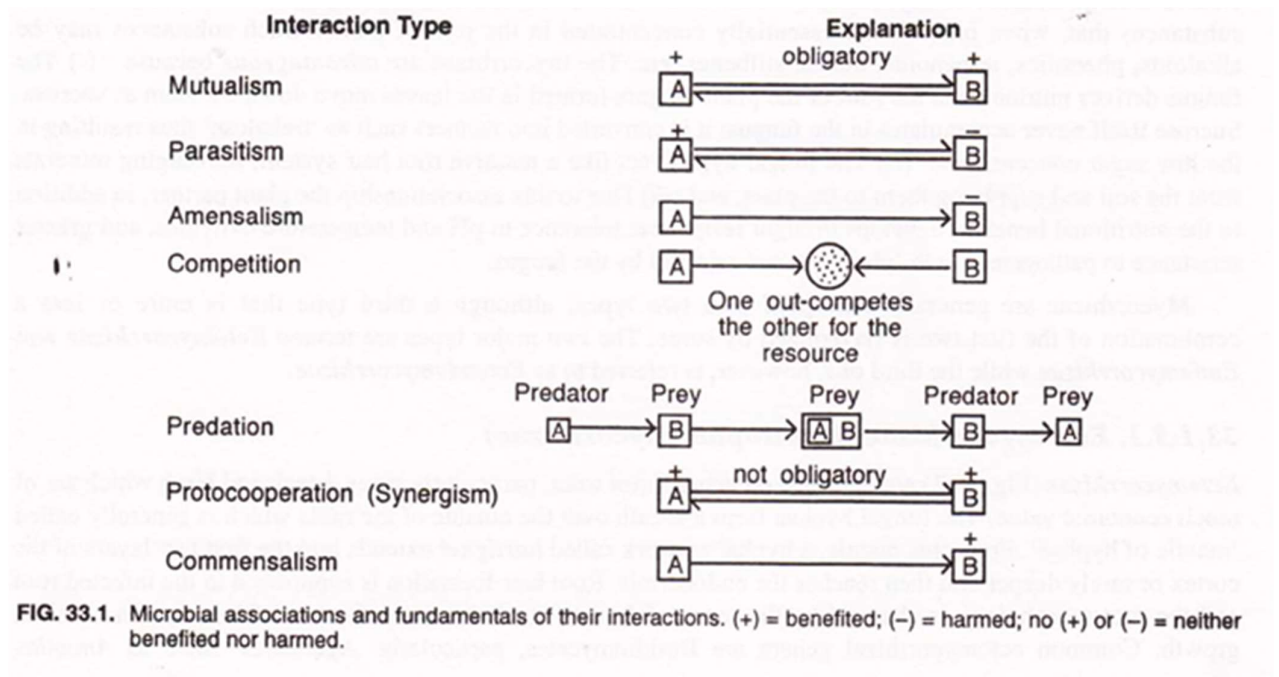 Interaction Type Explanation
obligatory
Mutualism + A + B
Parasitism + A – B
Amensalism A – B
Competition A B
One out-competes
the other for the
resource
Predator Prey Prey Predator Prey
Predation A B A B B A
not obligatory
Protocooperation (Synergism) + A + B
Commensalism A + B
FIG. 33.1. Microbial associations and fundamentals of their interactions. (+) = benefited; (–) = harmed; no (+) or (–) = neither
benefited nor harmed.